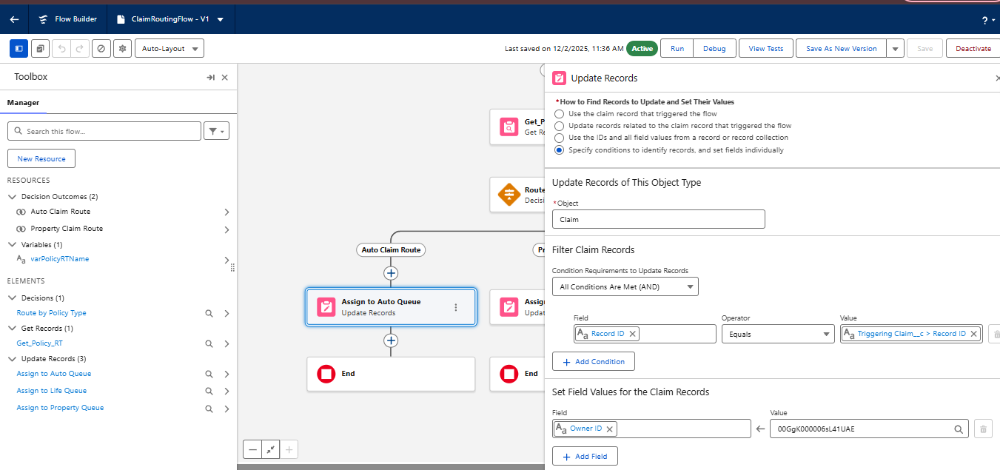 Flow Builder
ClaimRoutingFlow - V1
?
Auto-Layout
Last saved on 12/2/2025, 11:36 AM
Active
Run
Debug
View Tests
Save As New Version
Save
Deactivate
Toolbox
Manager
Search this flow...
New Resource
RESOURCES
Decision Outcomes (2)
Auto Claim Route
Property Claim Route
Variables (1)
Aa varPolicyRTName
ELEMENTS
Decisions (1)
Route by Policy Type
Get Records (1)
Get_Policy_RT
Update Records (3)
Assign to Auto Queue
Assign to Life Queue
Assign to Property Queue
Get_P
Get Re
Route
Decisi
Auto Claim Route
Pr
Assign to Auto Queue
Update Records
Assign
Updat
End
End
Update Records
*How to Find Records to Update and Set Their Values
Use the claim record that triggered the flow
Update records related to the claim record that triggered the flow
Use the IDs and all field values from a record or record collection
Specify conditions to identify records, and set fields individually
Update Records of This Object Type
*Object
Claim
Filter Claim Records
Condition Requirements to Update Records
All Conditions Are Met (AND)
Field
Operator
Value
Aa Record ID
Equals
Aa Triggering Claim__c > Record ID
+ Add Condition
Set Field Values for the Claim Records
Field
Value
Aa Owner ID
00GgK000006sL41UAE
+ Add Field